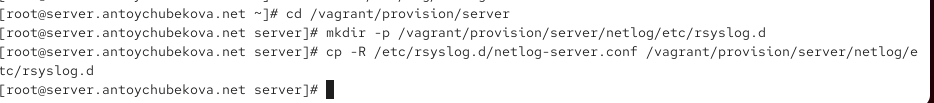 [root@server.antoychubekova.net ~]# cd /vagrant/provision/server
[root@server.antoychubekova.net server]# mkdir -p /vagrant/provision/server/netlog/etc/rsyslog.d
[root@server.antoychubekova.net server]# cp -R /etc/rsyslog.d/netlog-server.conf /vagrant/provision/server/netlog/e
tc/rsyslog.d
[root@server.antoychubekova.net server]#